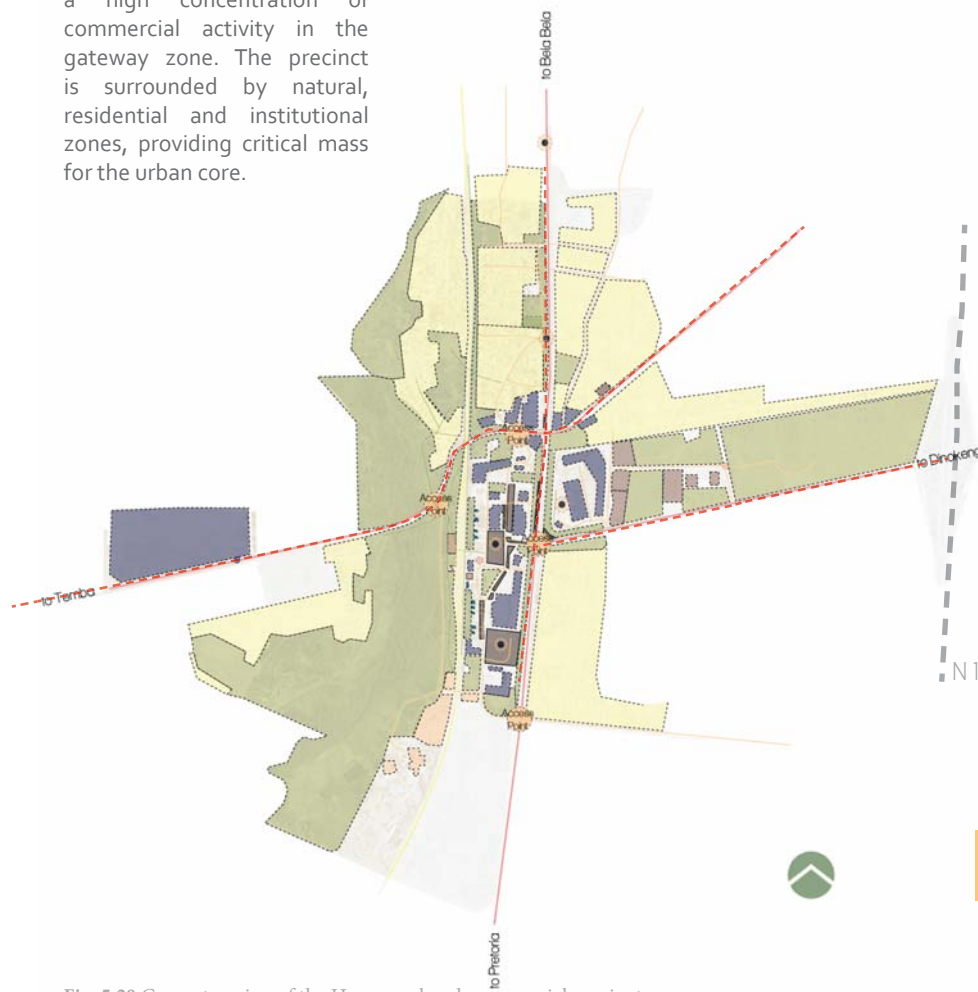 a high concentration of
commercial activity in the
gateway zone. The precinct
is surrounded by natural,
residential and institutional
zones, providing critical mass
for the urban core.
to Bela Bela
Access
Point
to Dinokeng
Access
Point
Access
to Temba
N1
Access
Point
to Pretoria